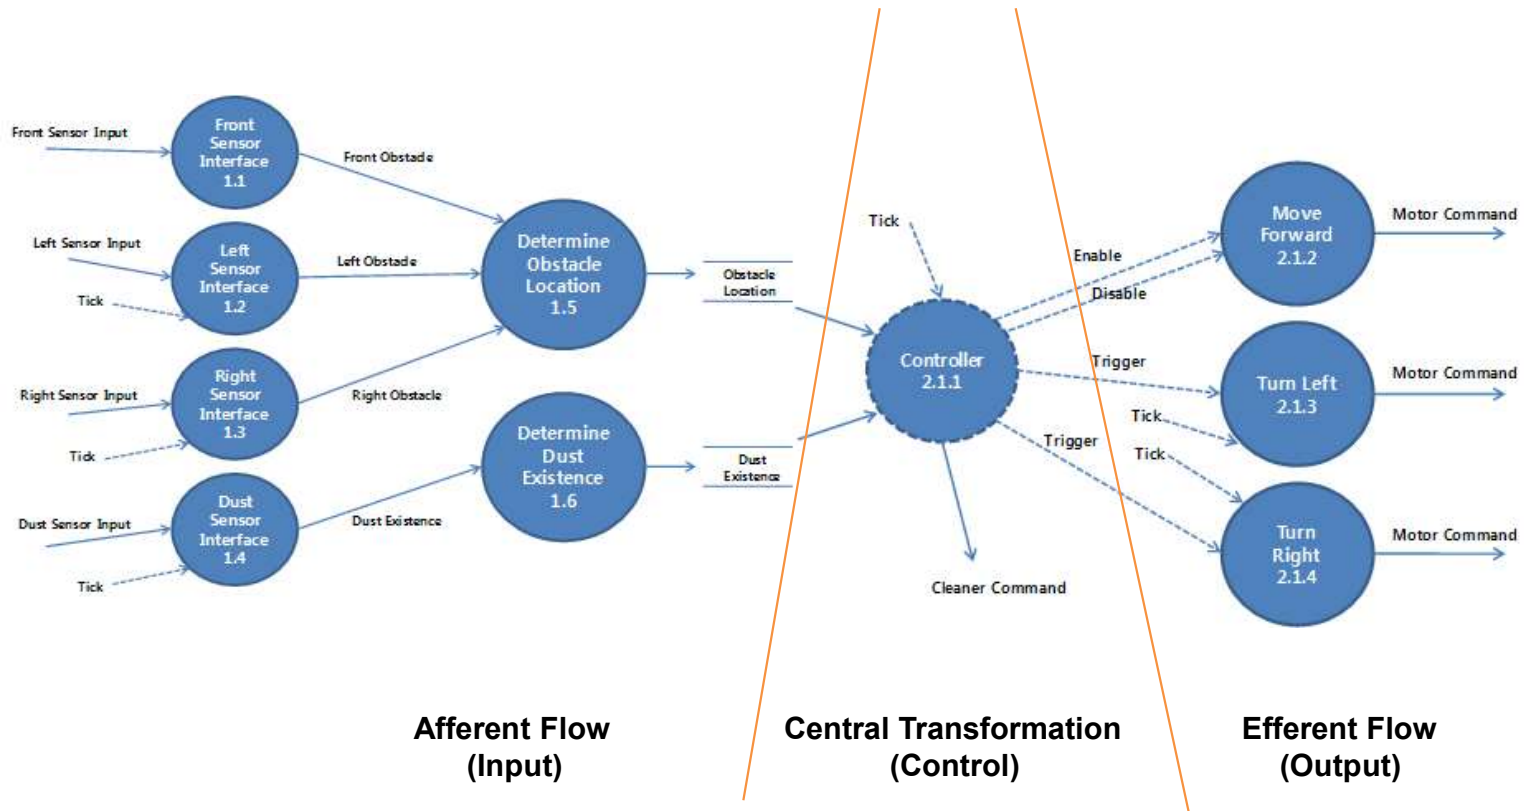 Front Sensor Input
Front
Sensor
Interface
1.1
Front Obstade
Left Sensor Input
Tick
Left
Sensor
Interface
1.2
Left Obstade
Right Sensor Input
Tick
Right
Sensor
Interface
1.3
Right Obstacle
Dust Sensor Input
Tick
Dust
Sensor
Interface
1.4
Dust Existence
Determine
Obstacle
Location
1.5
Determine
Dust
Existence
1.6
Obstacle
Location
Dust
Existence
Tick
Controller
2.1.1
Cleaner Command
Enable
Disable
Trigger
Trigger
Tick
Tick
Move
Forward
2.1.2
Motor Command
Turn Left
2.1.3
Motor Command
Turn
Right
2.1.4
Motor Command
Afferent Flow
(Input)
Central Transformation
(Control)
Efferent Flow
(Output)